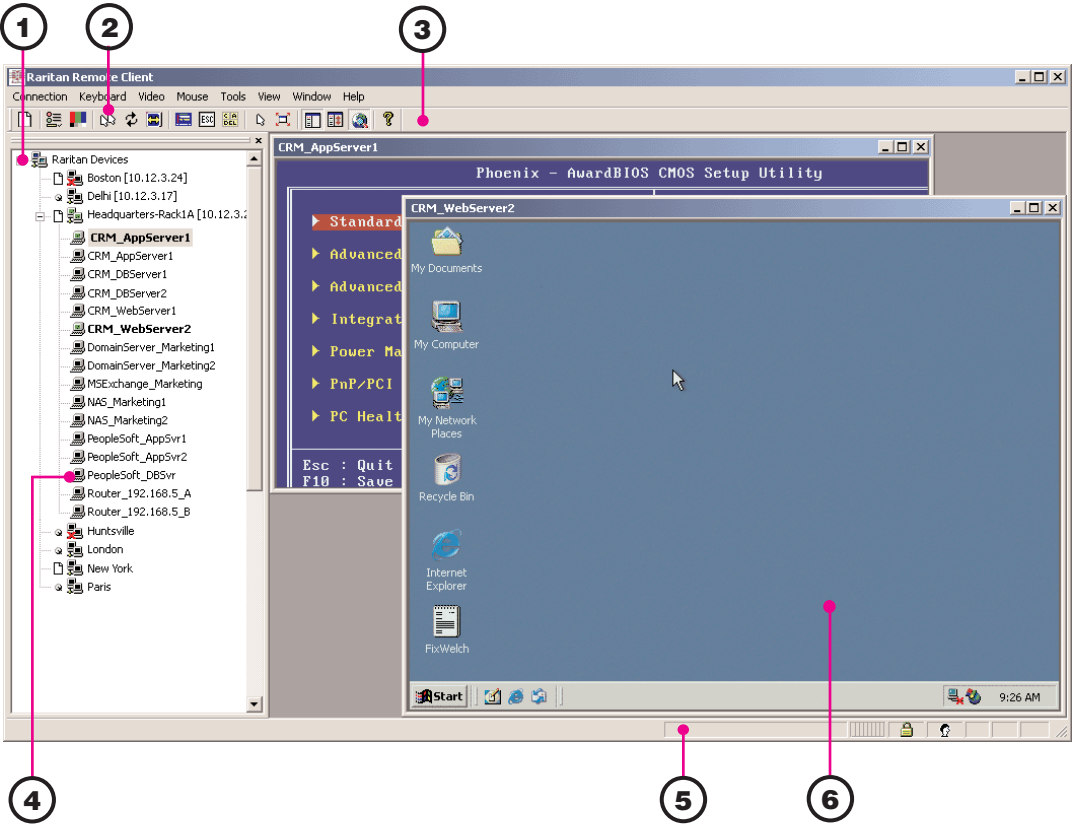 1
2
3
Raritan Remote Client
Connection Keyboard Video Mouse Tools View Window Help
ESC
Raritan Devices
Boston [10.12.3.24]
Delhi [10.12.3.17]
Headquarters-Rack1A [10.12.3.2
CRM_AppServer1
CRM_AppServer1
CRM_DBServer1
CRM_DBServer2
CRM_WebServer1
CRM_WebServer2
DomainServer_Marketing1
DomainServer_Marketing2
MSExchange_Marketing
NAS_Marketing1
NAS_Marketing2
PeopleSoft_AppSvr1
PeopleSoft_AppSvr2
PeopleSoft_DBSvr
Router_192.168.5_A
Router_192.168.5_B
Huntsville
London
New York
Paris
CRM_AppServer1
Phoenix - AwardBIOS CMOS Setup Utility
Standard
Advanced
Advanced
Integrat
Power Ma
PnP/PCI
PC Healt
Esc : Quit
F10 : Save
CRM_WebServer2
My Documents
My Computer
My Network
Places
Recycle Bin
Internet
Explorer
FixWelch
Start
9:26 AM
4
5
6